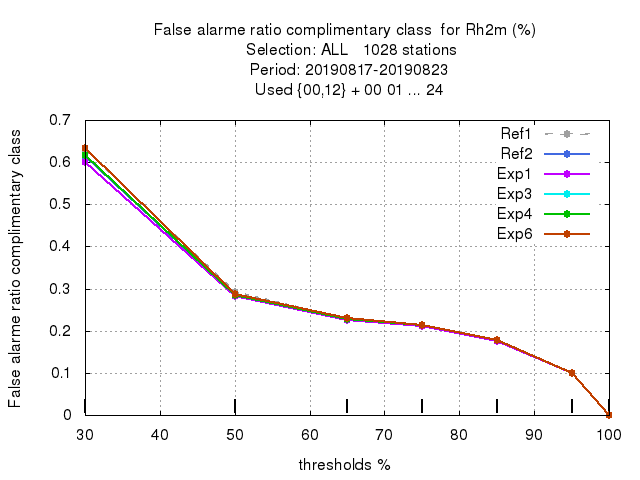 False alarme ratio complimentary class  for Rh2m (%)
Selection: ALL   1028 stations
Period: 20190817-20190823
Used {00,12} + 00 01 ... 24
False alarme ratio complimentary class
0.7
0.6
0.5
0.4
0.3
0.2
0.1
0
Ref1
Ref2
Exp1
Exp3
Exp4
Exp6
30 40 50 60 70 80 90 100
thresholds %